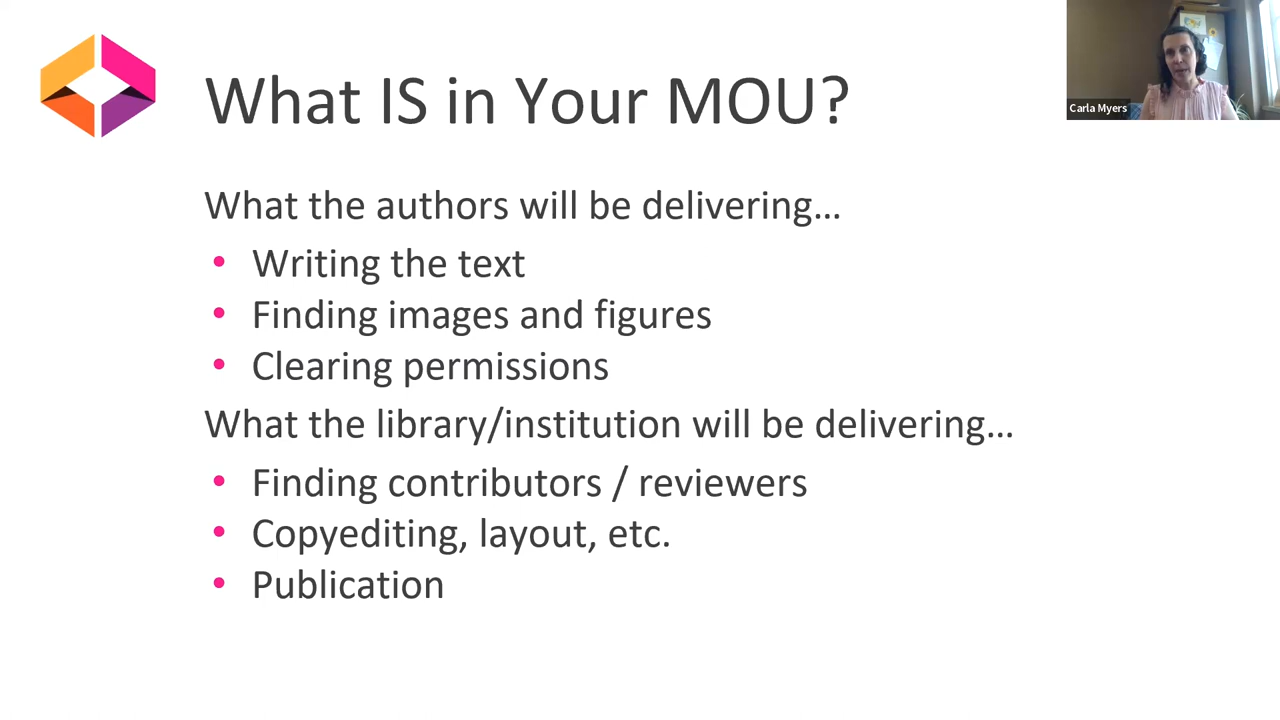 What IS in Your MOU?
Carla Myers
What the authors will be delivering…
• Writing the text
• Finding images and figures
• Clearing permissions
What the library/institution will be delivering…
• Finding contributors / reviewers
• Copyediting, layout, etc.
• Publication